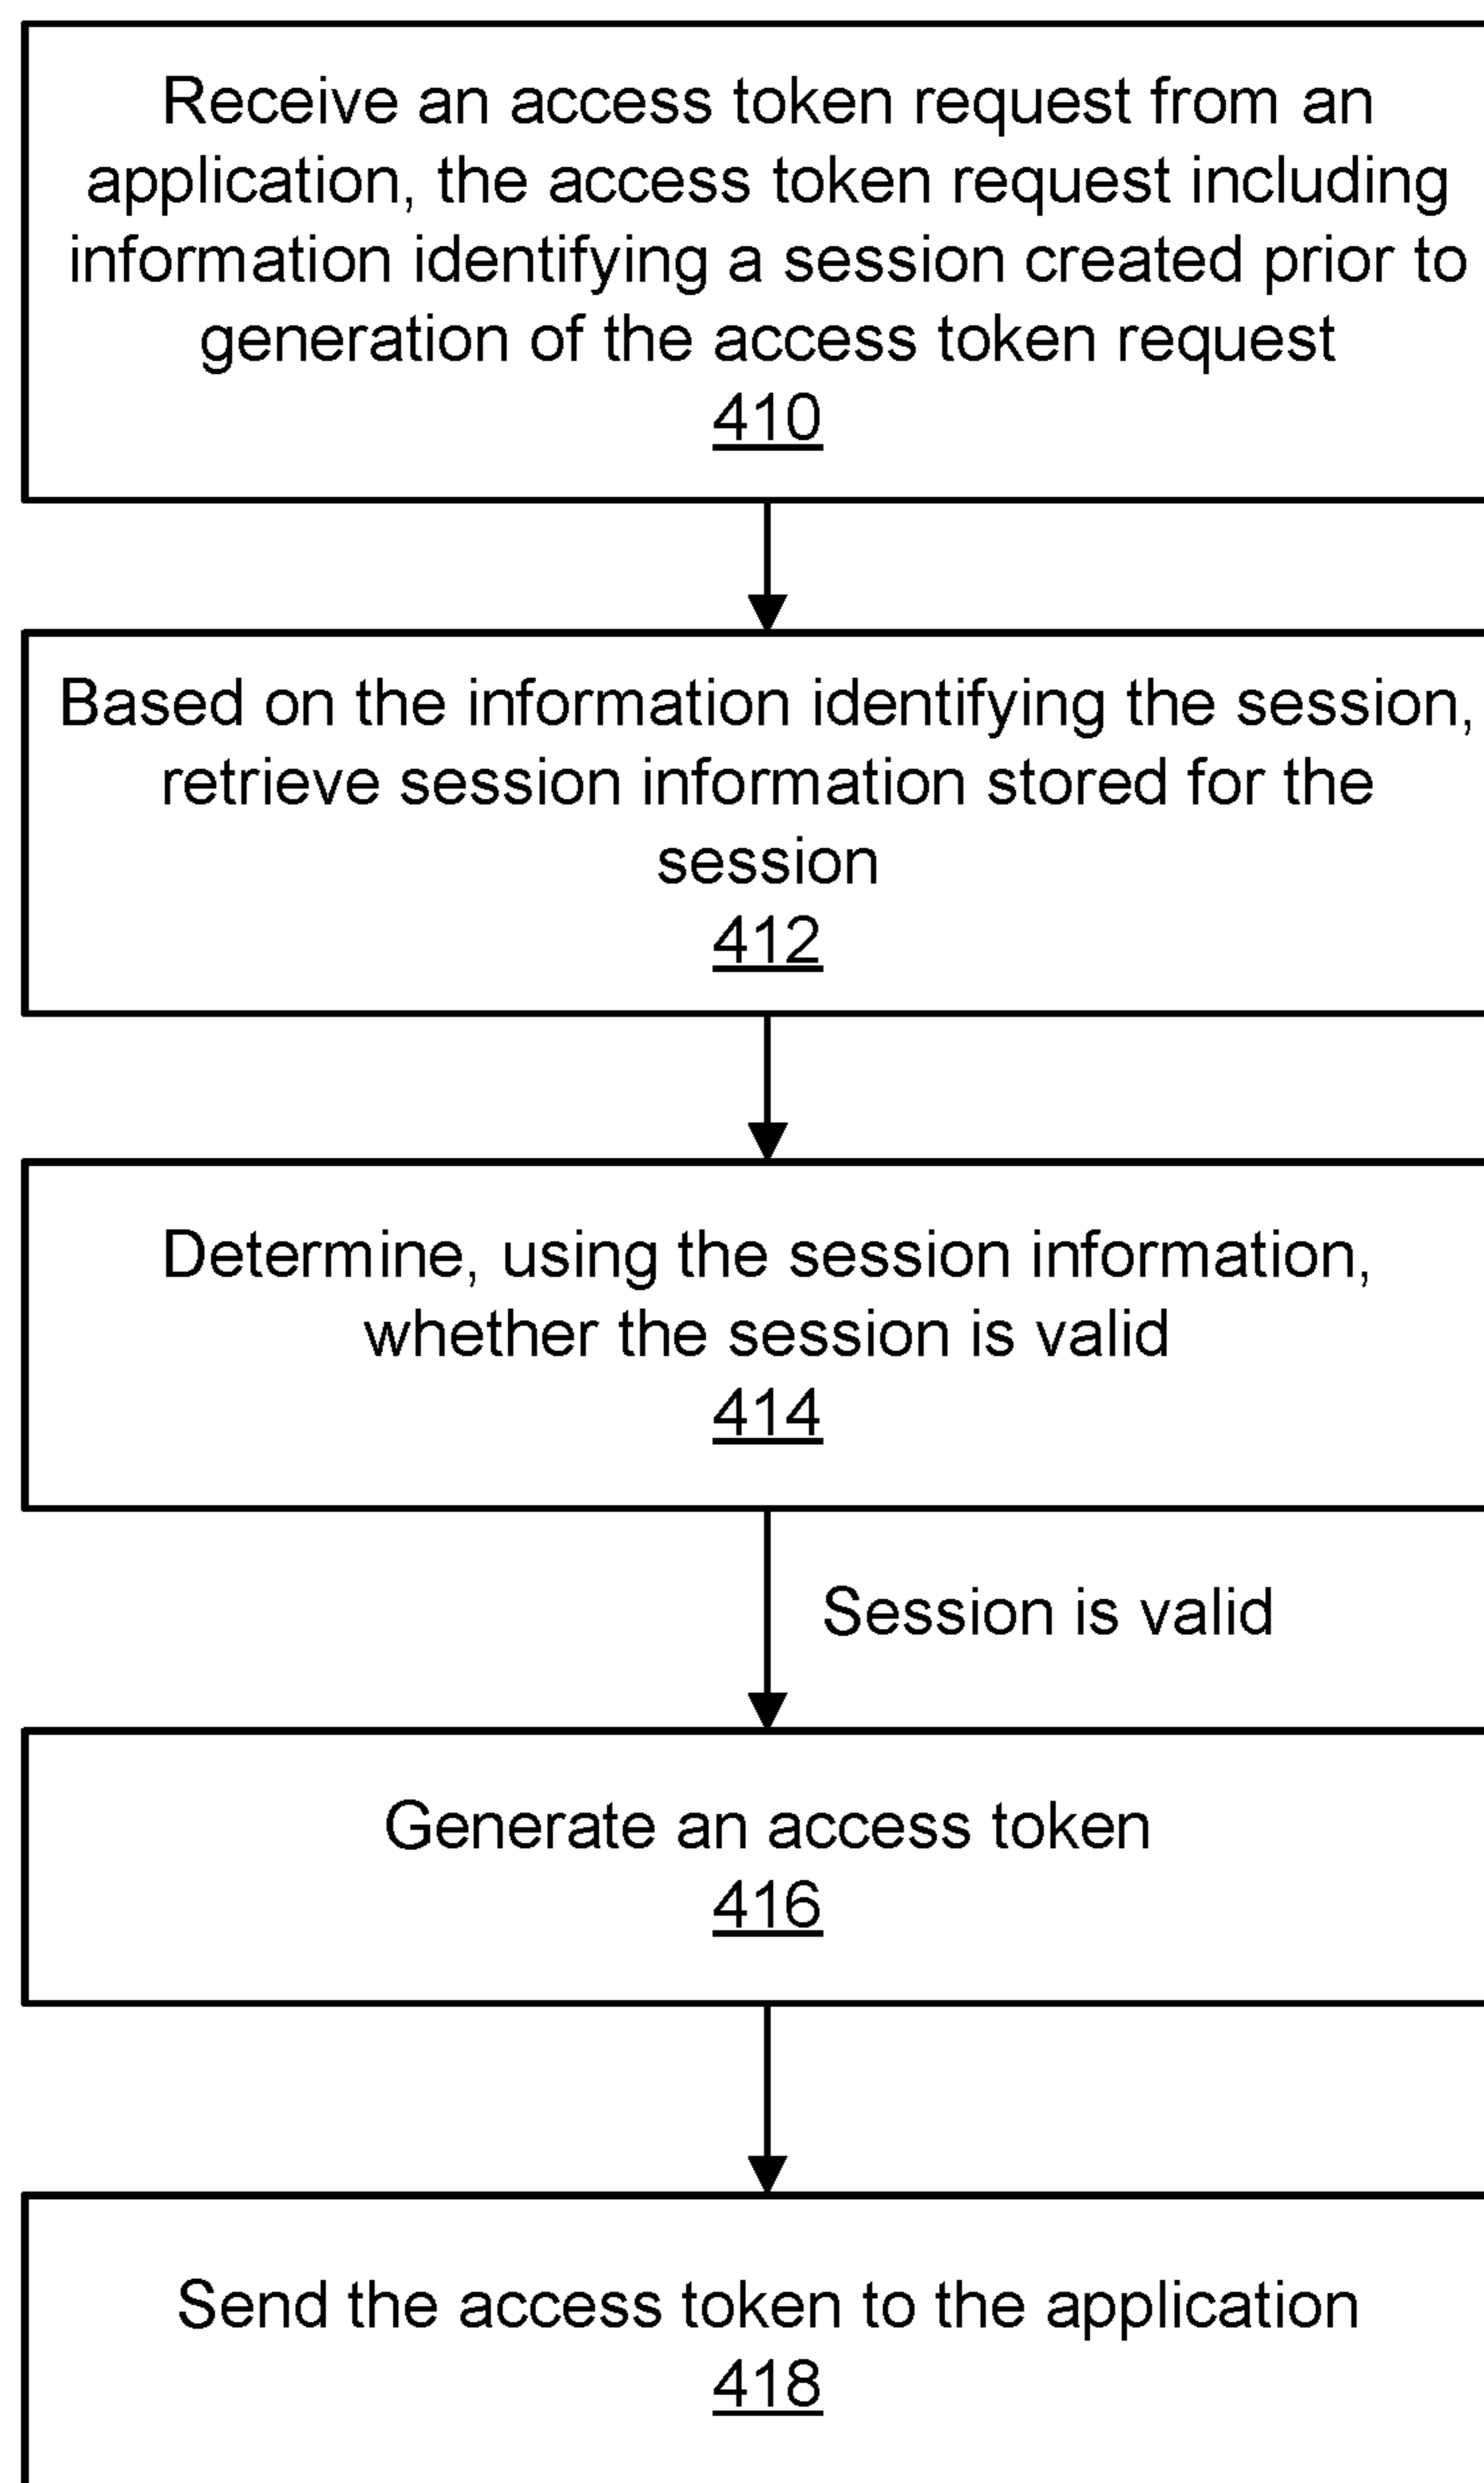 Receive an access token request from an
application, the access token request including
information identifying a session created prior to
generation of the access token request
410
Based on the information identifying the session,
retrieve session information stored for the
session
412
Determine, using the session information,
whether the session is valid
414
Session is valid
Generate an access token
416
Send the access token to the application
418